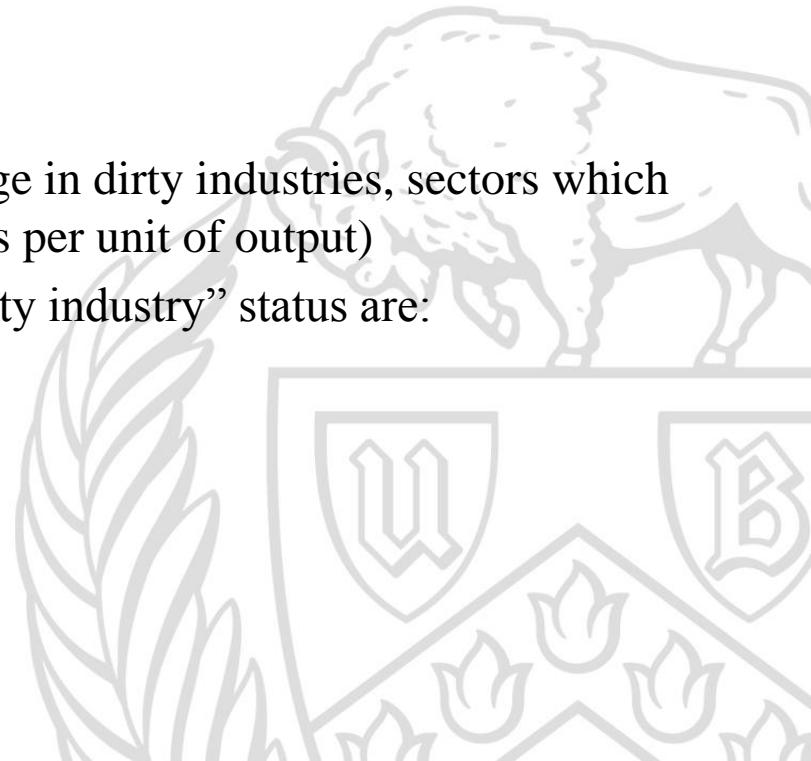 ge in dirty industries, sectors which
s per unit of output)
ty industry” status are:
U B